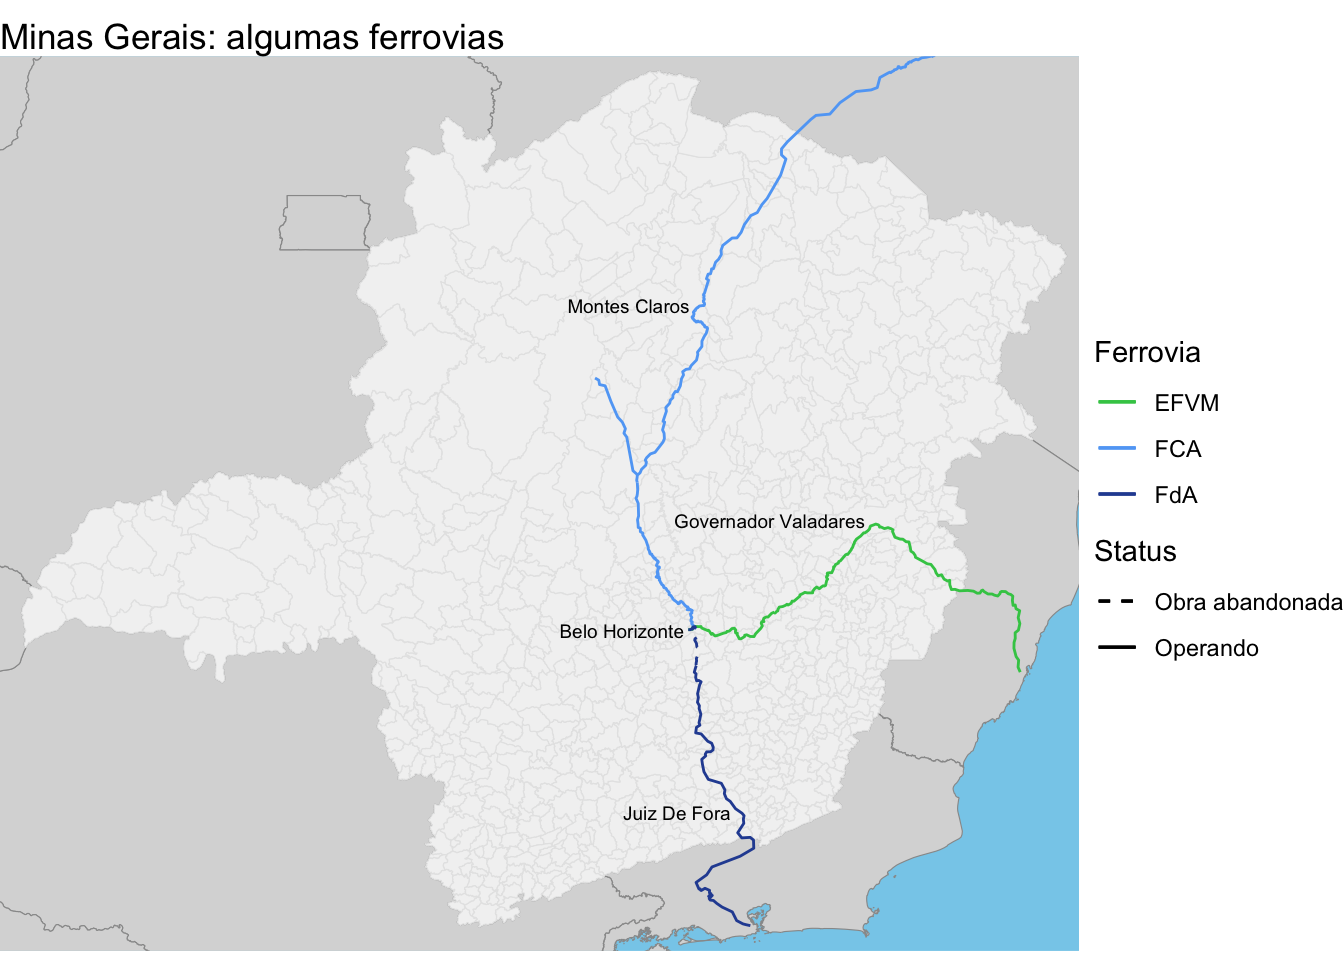 Minas Gerais: algumas ferrovias
Montes Claros
Governador Valadares
Belo Horizonte
Juiz De Fora
Ferrovia
EFVM
FCA
FdA
Status
Obra abandonada
Operando